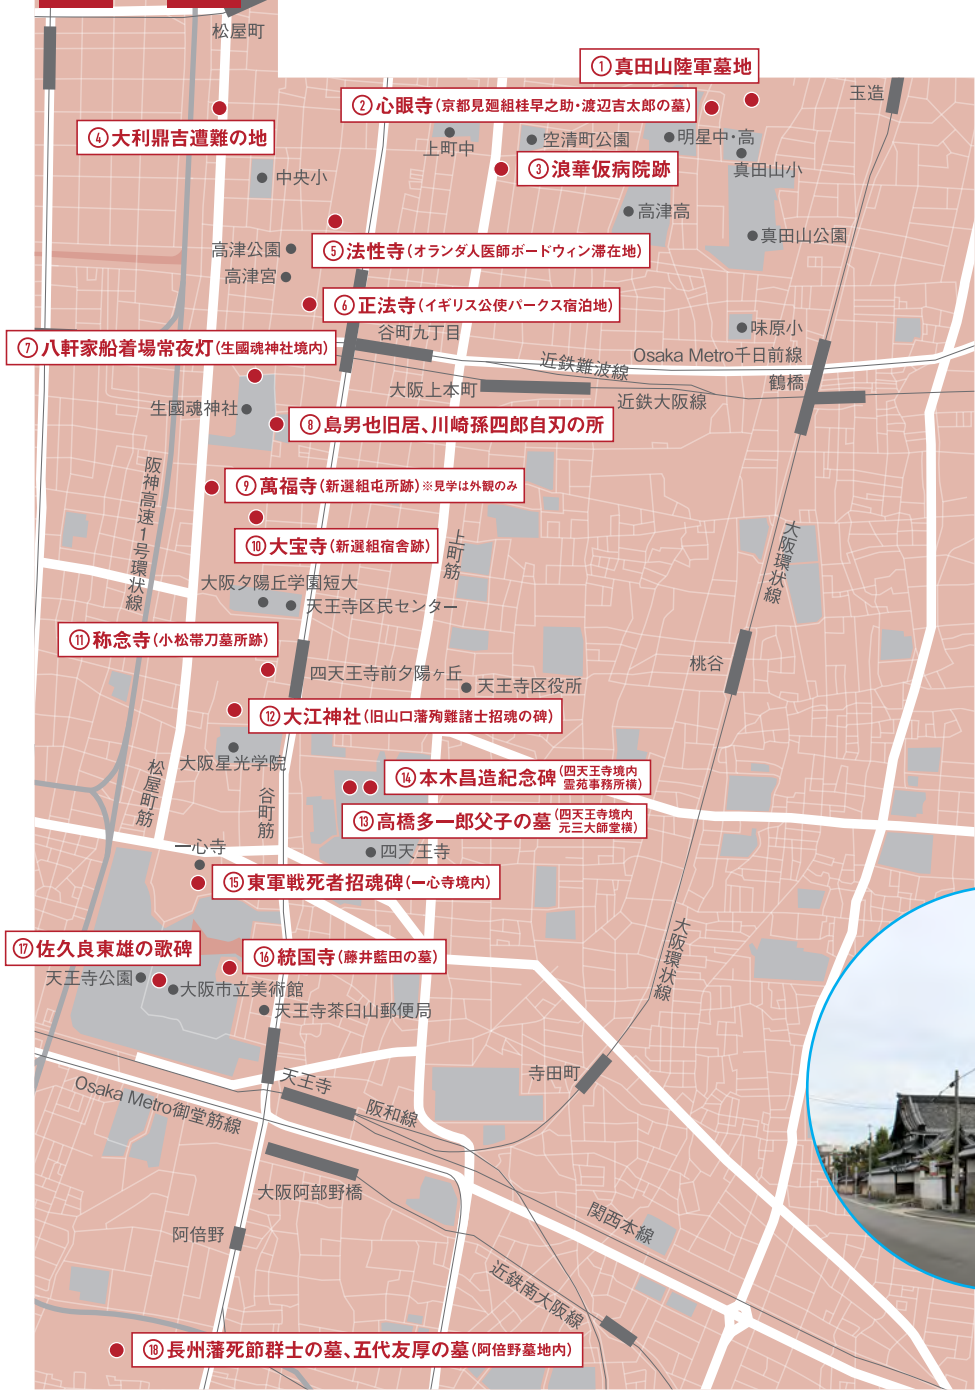 松屋町
①真田山陸軍墓地
玉造
②心眼寺(京都見廻組桂早之助・渡辺吉太郎の墓)
④大利鼎吉遭難の地
上町中
空清町公園
明星中・高
③浪華仮病院跡
真田山小
中央小
高津高
真田山公園
高津公園
⑤法性寺(オランダ人医師ボードウィン滞在地)
高津宮
⑥正法寺(イギリス公使パークス宿泊地)
谷町九丁目
味原小
⑦八軒家船着場常夜灯(生國魂神社境内)
近鉄難波線
Osaka Metro千日前線
鶴橋
大阪上本町
近鉄大阪線
生國魂神社
⑧島男也旧居、川崎孫四郎自刃の所
阪神高速1号環状線
⑨萬福寺(新選組屯所跡)※見学は外観のみ
⑩大宝寺(新選組宿舎跡)
上町筋
大阪環状線
大阪夕陽丘学園短大
天王寺区民センター
⑪称念寺(小松帯刀墓所跡)
四天王寺前夕陽ヶ丘
天王寺区役所
桃谷
⑫大江神社(旧山口藩殉難諸士招魂の碑)
大阪星光学院
松屋町筋
谷町筋
⑭本木昌造紀念碑(四天王寺境内
霊苑事務所横)
⑬高橋多一郎父子の墓(四天王寺境内
元三大師堂横)
一心寺
四天王寺
⑮東軍戦死者招魂碑(一心寺境内)
大阪環状線
⑰佐久良東雄の歌碑
⑯統国寺(藤井藍田の墓)
天王寺公園
大阪市立美術館
天王寺茶臼山郵便局
天王寺
寺田町
Osaka Metro御堂筋線
阪和線
大阪阿部野橋
阿倍野
関西本線
近鉄南大阪線
⑱長州藩死節群士の墓、五代友厚の墓(阿倍野墓地内)